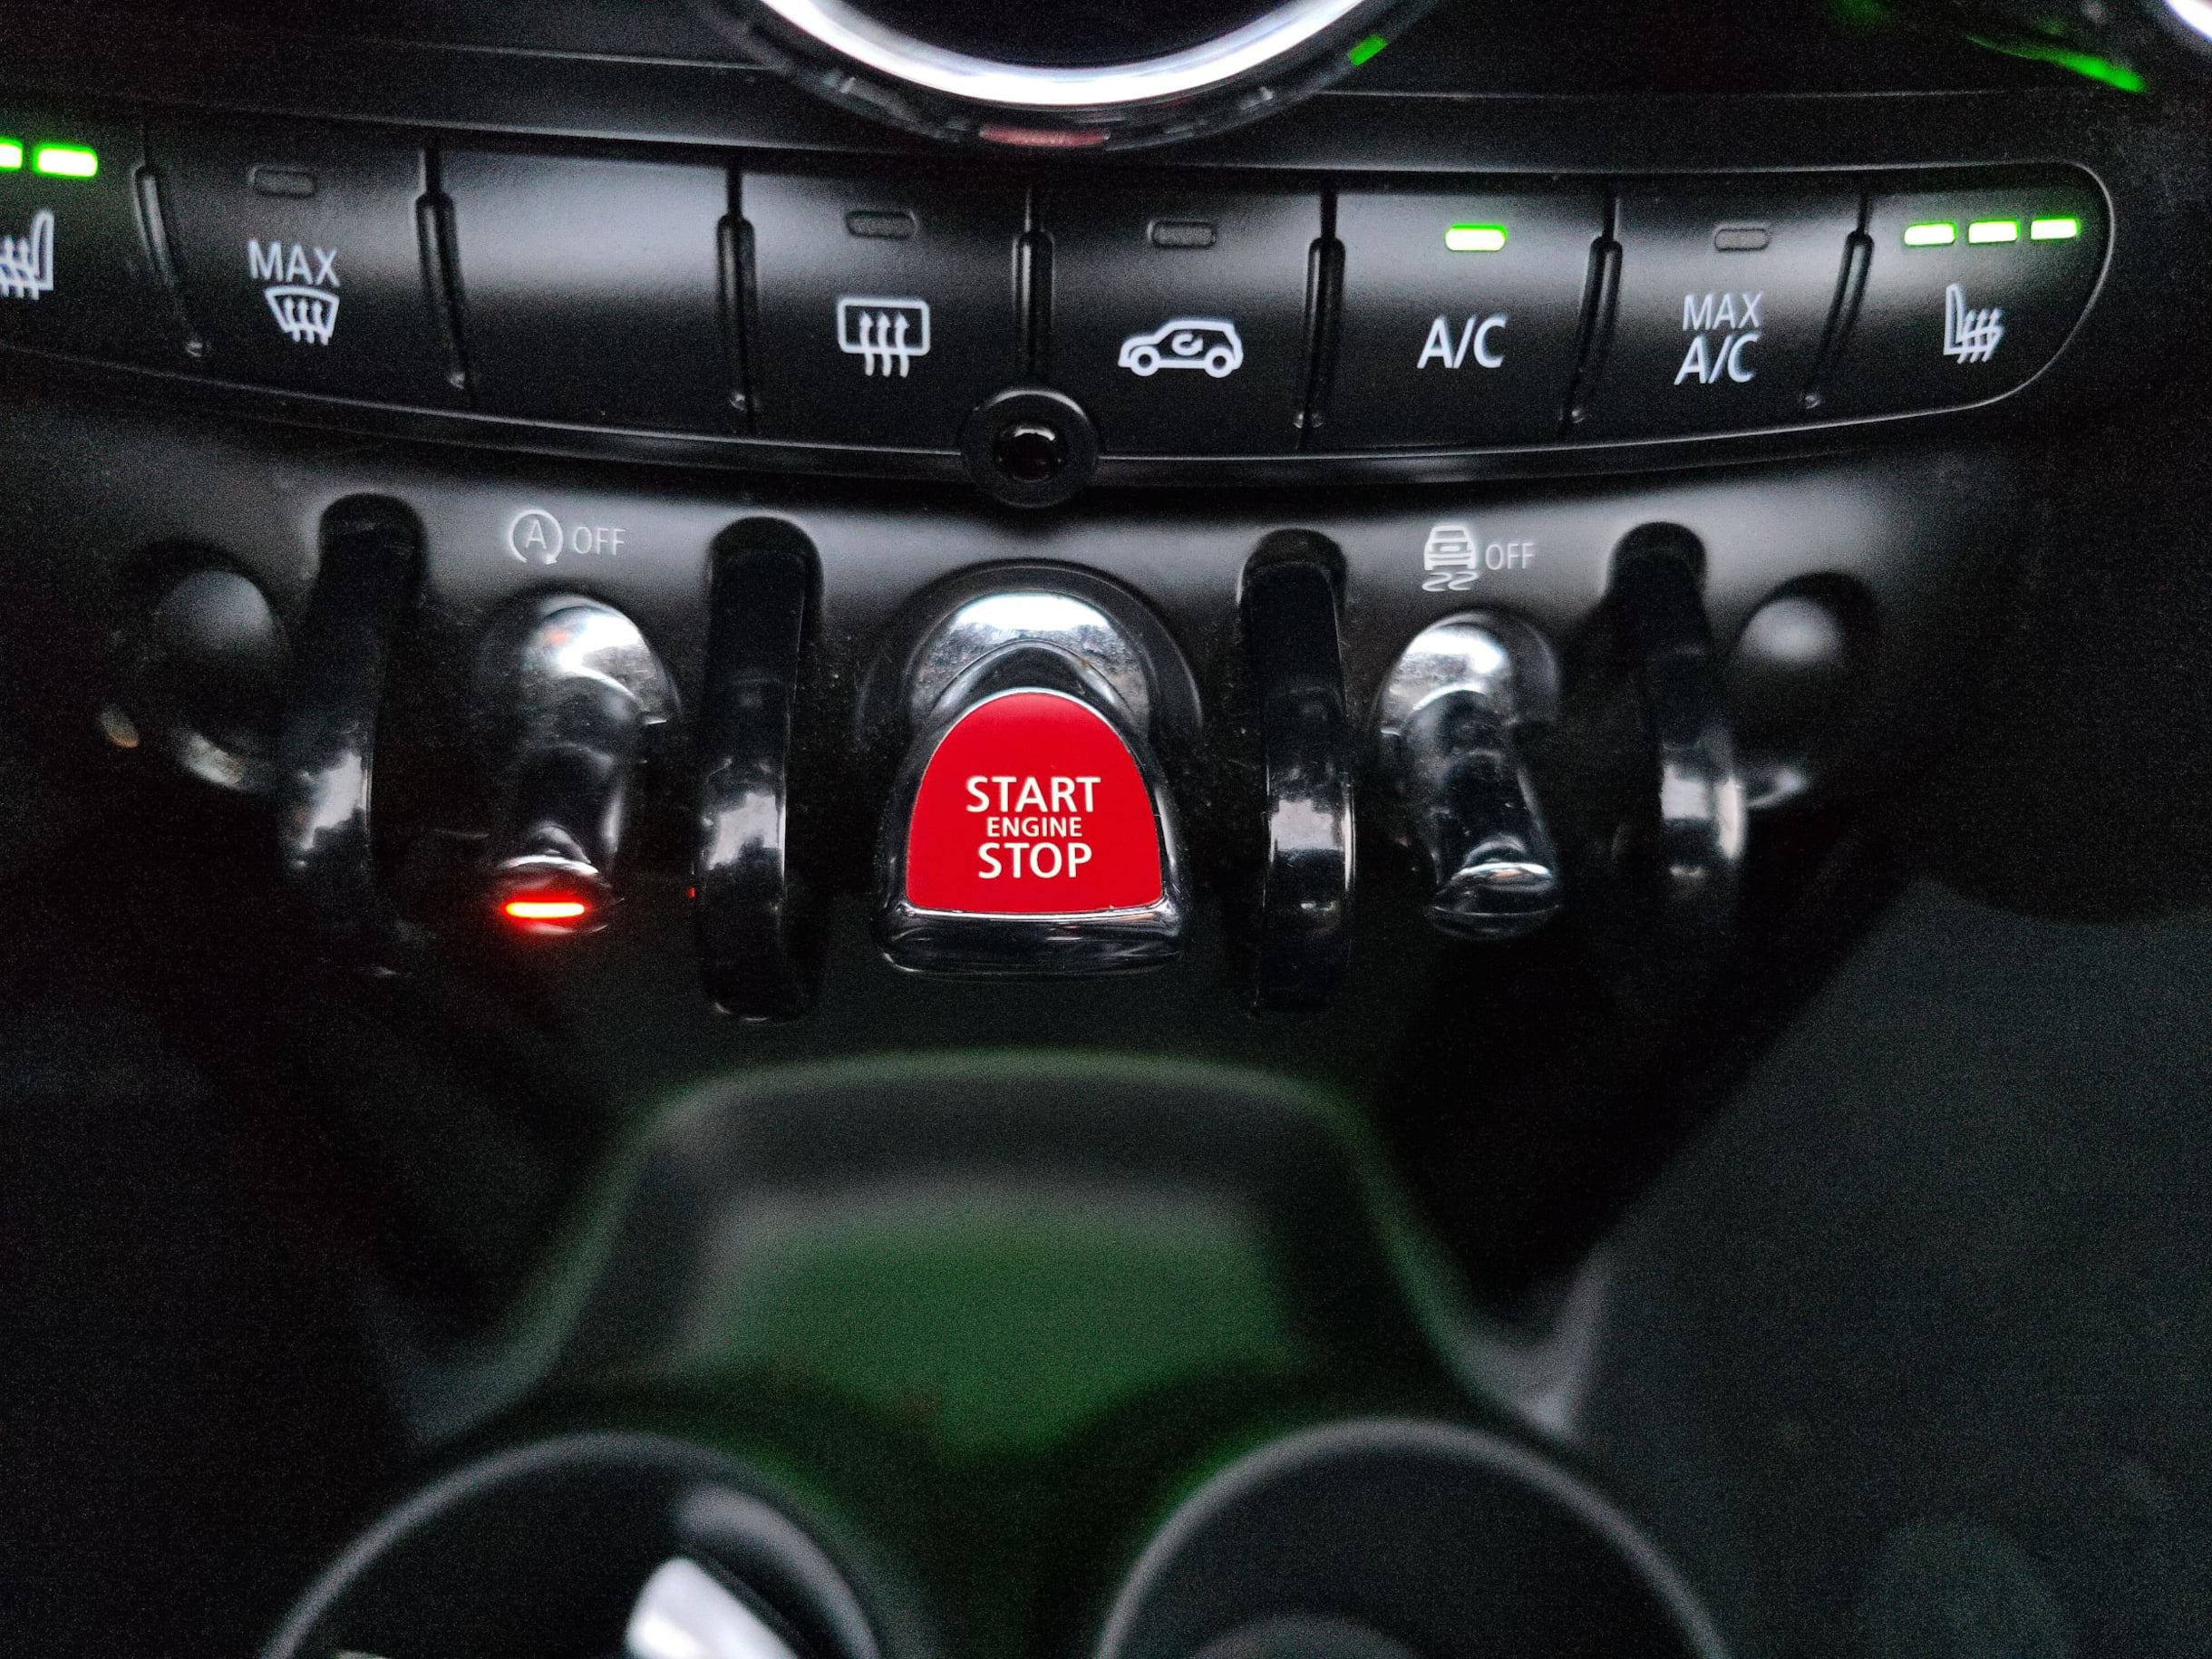 MAX
A/C
MAX
A/C
A OFF
OFF
START
ENGINE
STOP